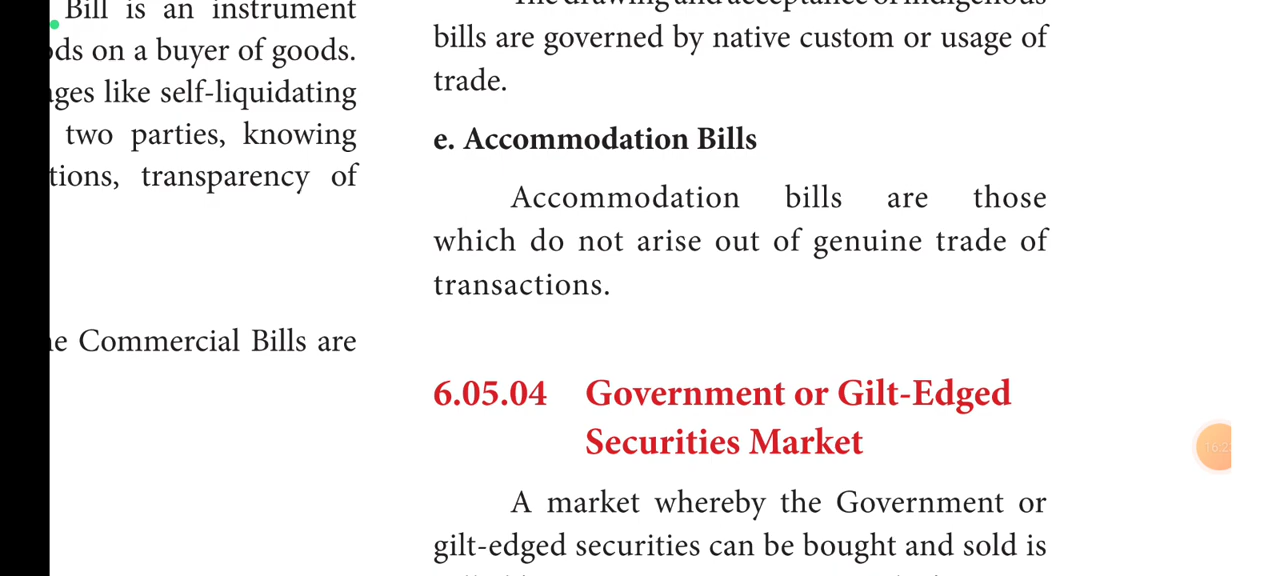 Bill is an instrument
on a buyer of goods.
like self-liquidating
two parties, knowing
transparency of
Commercial Bills are
bills are governed by native custom or usage of
trade.
e. Accommodation Bills
Accommodation bills are those
which do not arise out of genuine trade of
transactions.
6.05.04 Government or Gilt-Edged
Securities Market
A market whereby the Government or
gilt-edged securities can be bought and sold is